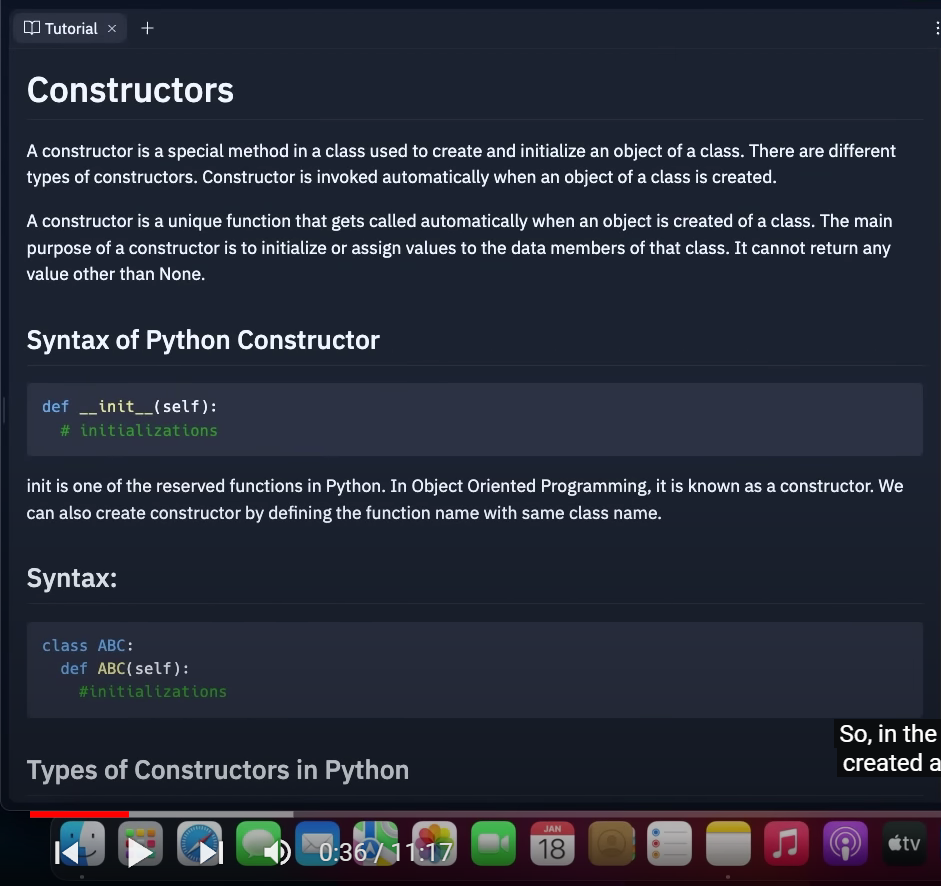 Tutorial
Constructors
A constructor is a special method in a class used to create and initialize an object of a class. There are different
types of constructors. Constructor is invoked automatically when an object of a class is created.
A constructor is a unique function that gets called automatically when an object is created of a class. The main
purpose of a constructor is to initialize or assign values to the data members of that class. It cannot return any
value other than None.
Syntax of Python Constructor
def __init__(self):
# initializations
init is one of the reserved functions in Python. In Object Oriented Programming, it is known as a constructor. We
can also create constructor by defining the function name with same class name.
Syntax:
class ABC:
def ABC(self):
#initializations
So, in the
created a
Types of Constructors in Python
JAN
18
tv
0:36 / 11:17